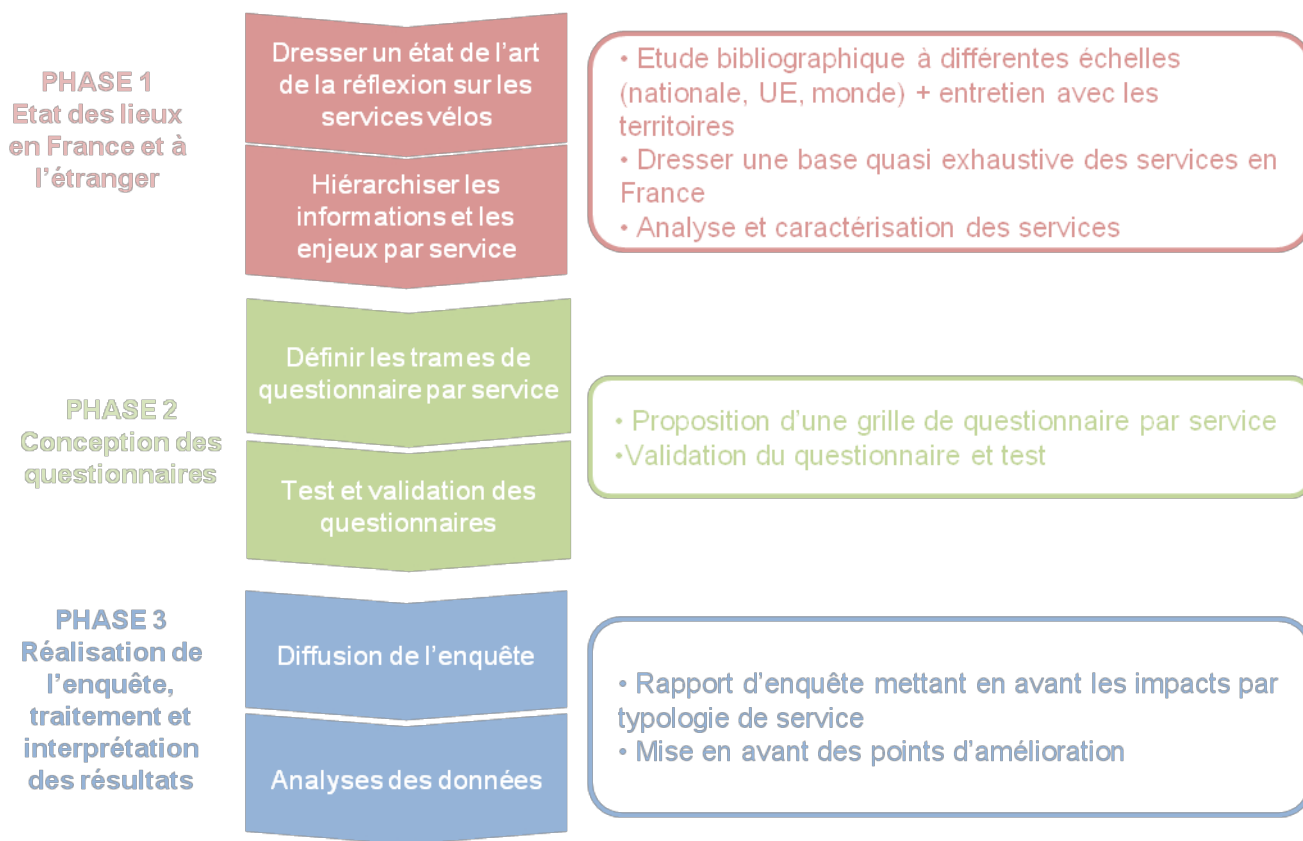 PHASE 1
Etat des lieux
en France et à
l'étranger
Dresser un état de l'art
de la réflexion sur les
services vélos
Hiérarchiser les
informations et les
enjeux par service
• Etude bibliographique à différentes échelles
(nationale, UE, monde) + entretien avec les
territoires
• Dresser une base quasi exhaustive des services en
France
• Analyse et caractérisation des services
PHASE 2
Conception des
questionnaires
Définir les trames de
questionnaire par service
Test et validation des
questionnaires
• Proposition d'une grille de questionnaire par service
•Validation du questionnaire et test
PHASE 3
Réalisation de
l'enquête,
traitement et
interprétation
des résultats
Diffusion de l'enquête
Analyses des données
• Rapport d'enquête mettant en avant les impacts par
typologie de service
• Mise en avant des points d'amélioration